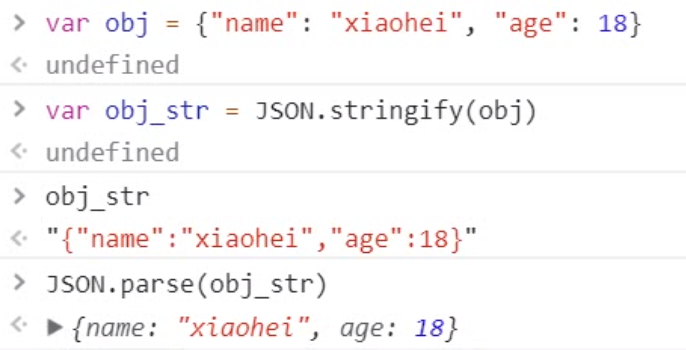 > var obj = {"name": "xiaohei", "age": 18}
<· undefined
> var obj_str = JSON.stringify(obj)
<· undefined
> obj_str
<· "{"name":"xiaohei","age":18}"
> JSON.parse(obj_str)
<· ▶ {name: "xiaohei", age: 18}